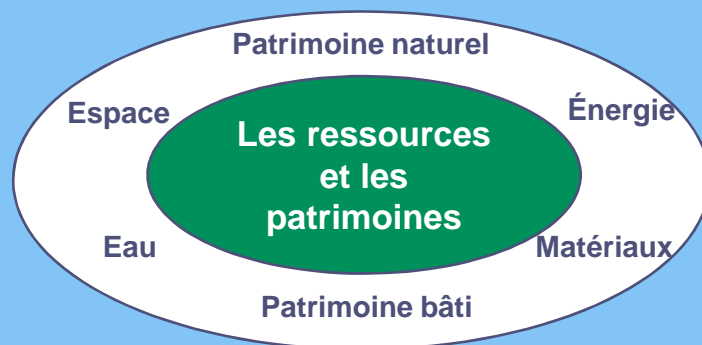 Patrimoine naturel
Espace
Énergie
Les ressources
et les
patrimoines
Eau
Matériaux
Patrimoine bâti